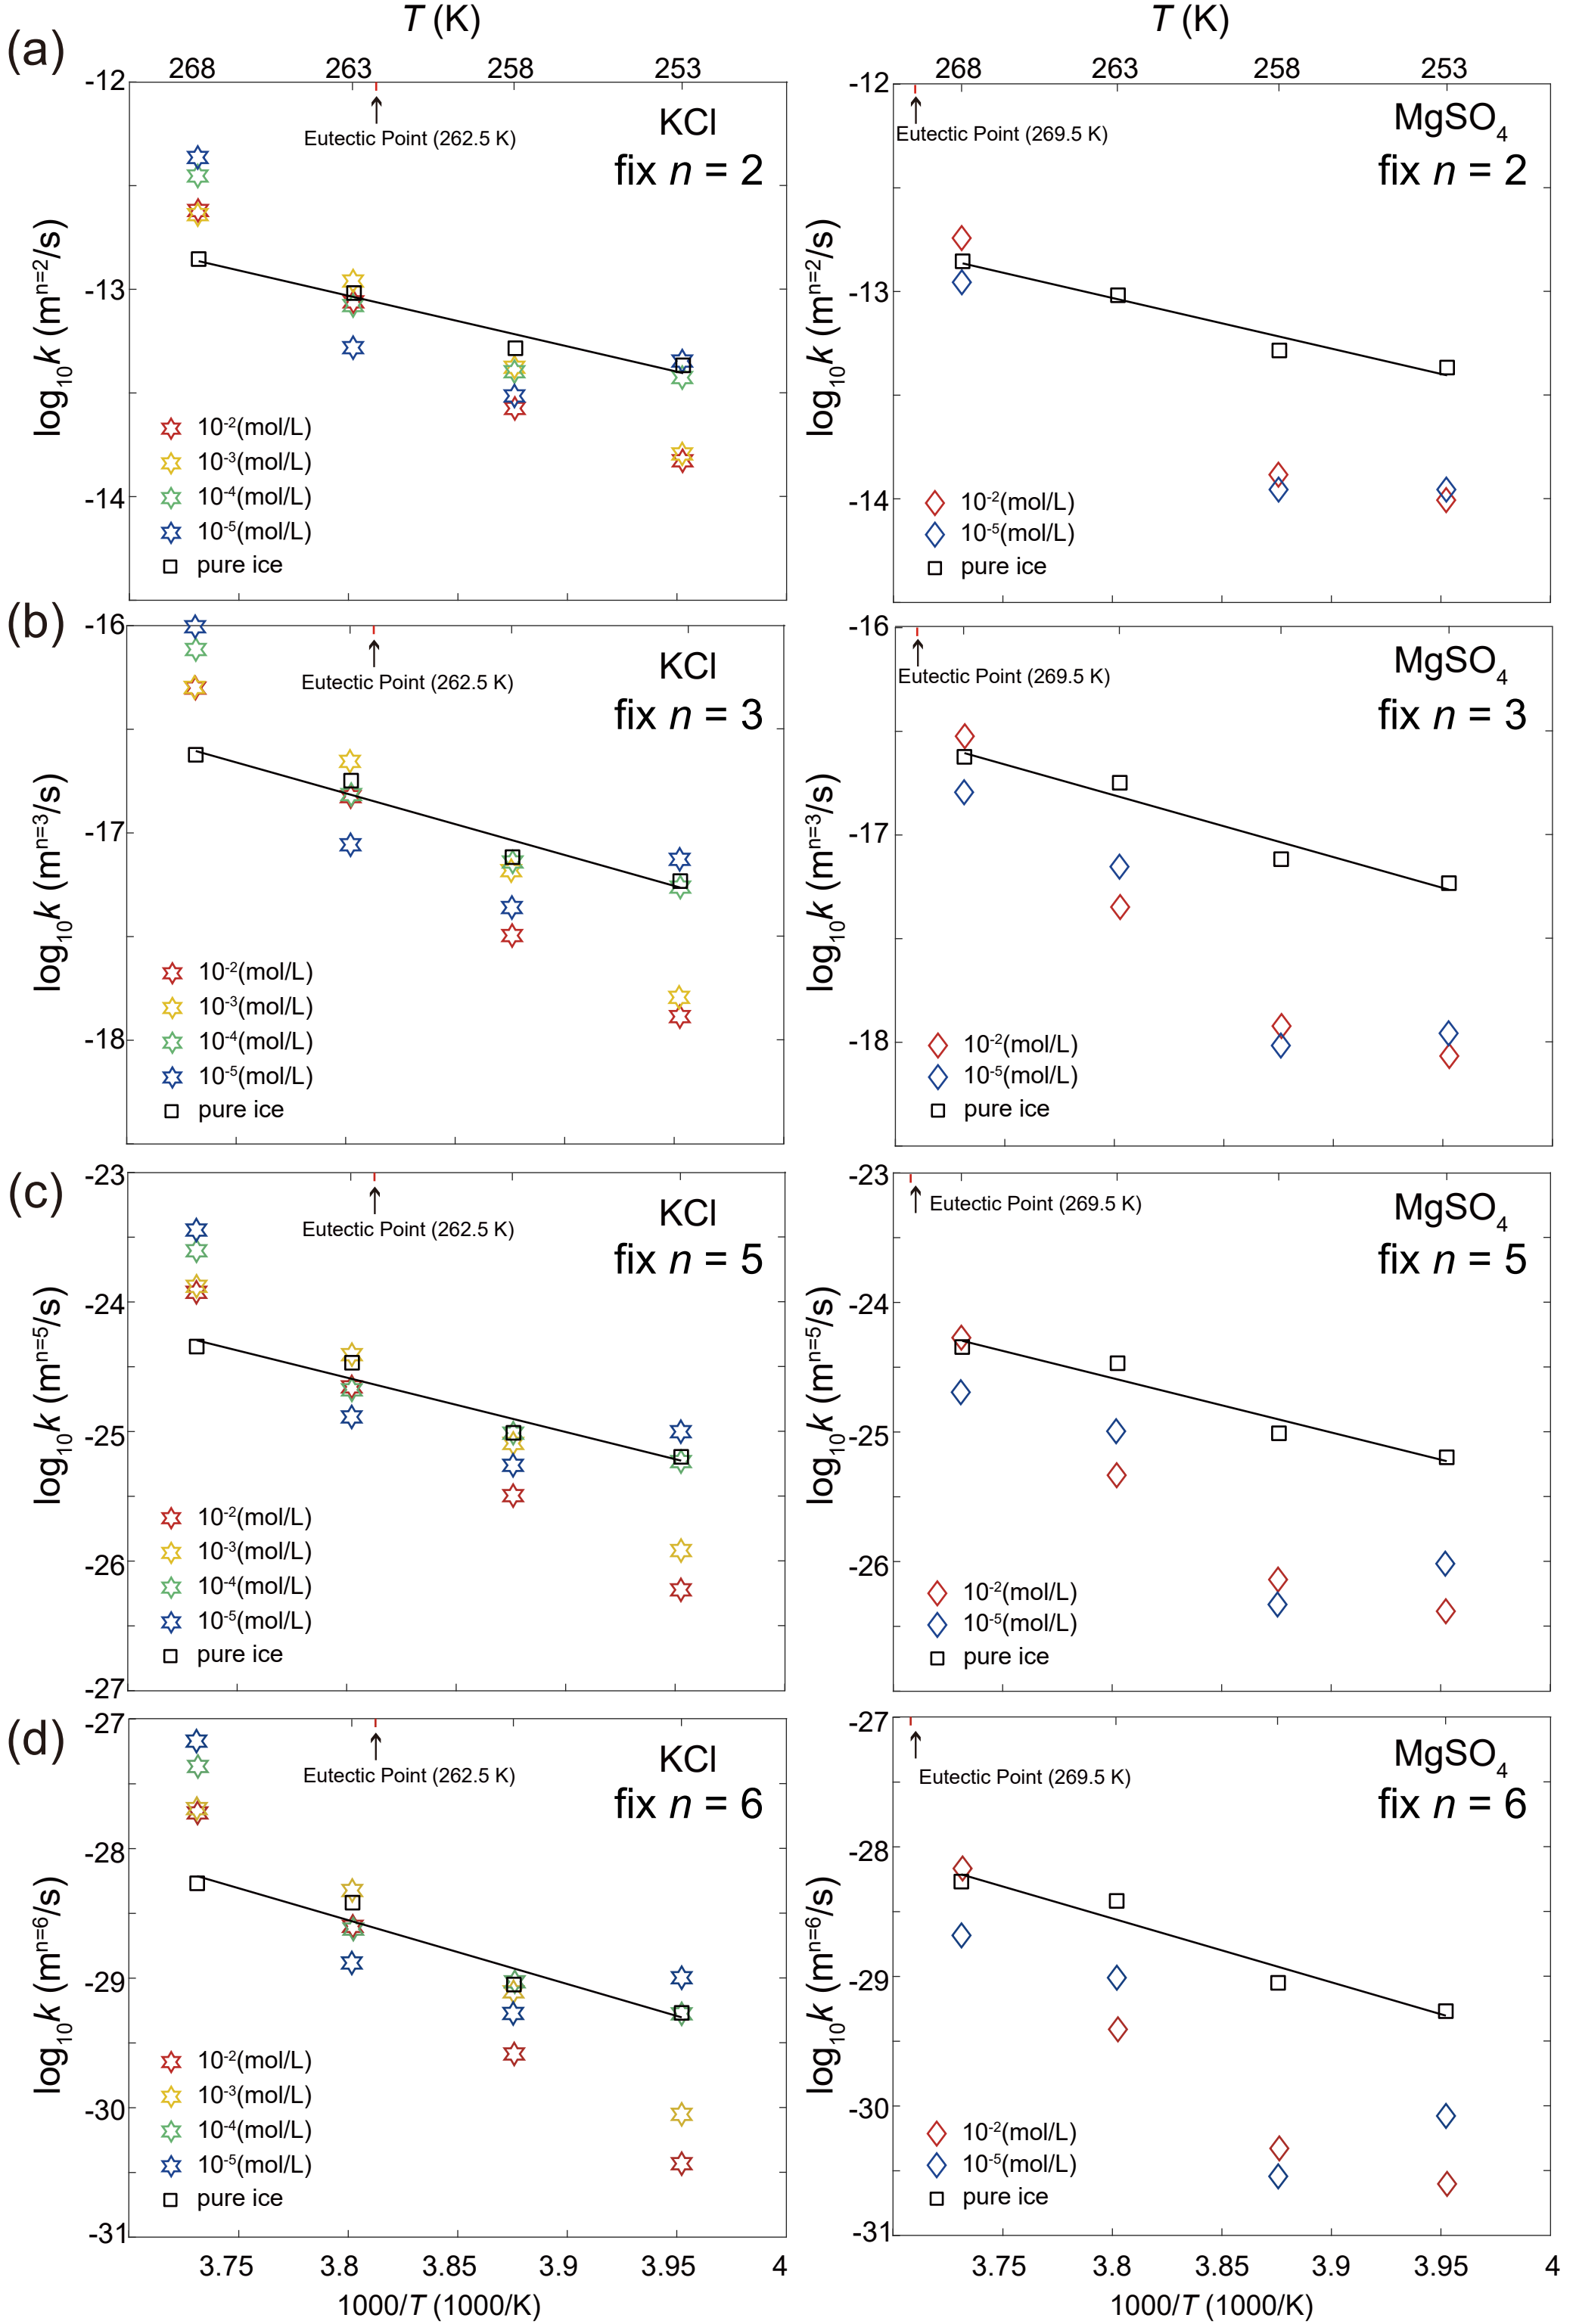 (a)
T (K)
268 263 258 253
-12
-13
-14
log10k (m^n=2/s)
Eutectic Point (262.5 K)
KCl
fix n = 2
10^-2(mol/L)
10^-3(mol/L)
10^-4(mol/L)
10^-5(mol/L)
pure ice
T (K)
268 263 258 253
-12
-13
-14
log10k (m^n=2/s)
Eutectic Point (269.5 K)
MgSO4
fix n = 2
10^-2(mol/L)
10^-5(mol/L)
pure ice
(b)
-16
-17
-18
log10k (m^n=3/s)
Eutectic Point (262.5 K)
KCl
fix n = 3
10^-2(mol/L)
10^-3(mol/L)
10^-4(mol/L)
10^-5(mol/L)
pure ice
-16
-17
-18
log10k (m^n=3/s)
Eutectic Point (269.5 K)
MgSO4
fix n = 3
10^-2(mol/L)
10^-5(mol/L)
pure ice
(c)
-23
-24
-25
-26
-27
log10k (m^n=5/s)
Eutectic Point (262.5 K)
KCl
fix n = 5
10^-2(mol/L)
10^-3(mol/L)
10^-4(mol/L)
10^-5(mol/L)
pure ice
-23
-24
-25
-26
log10k (m^n=5/s)
Eutectic Point (269.5 K)
MgSO4
fix n = 5
10^-2(mol/L)
10^-5(mol/L)
pure ice
(d)
-27
-28
-29
-30
-31
log10k (m^n=6/s)
Eutectic Point (262.5 K)
KCl
fix n = 6
10^-2(mol/L)
10^-3(mol/L)
10^-4(mol/L)
10^-5(mol/L)
pure ice
3.75 3.8 3.85 3.9 3.95
1000/T (1000/K)
-27
-28
-29
-30
-31
log10k (m^n=6/s)
Eutectic Point (269.5 K)
MgSO4
fix n = 6
10^-2(mol/L)
10^-5(mol/L)
pure ice
3.75 3.8 3.85 3.9 3.95 4
1000/T (1000/K)